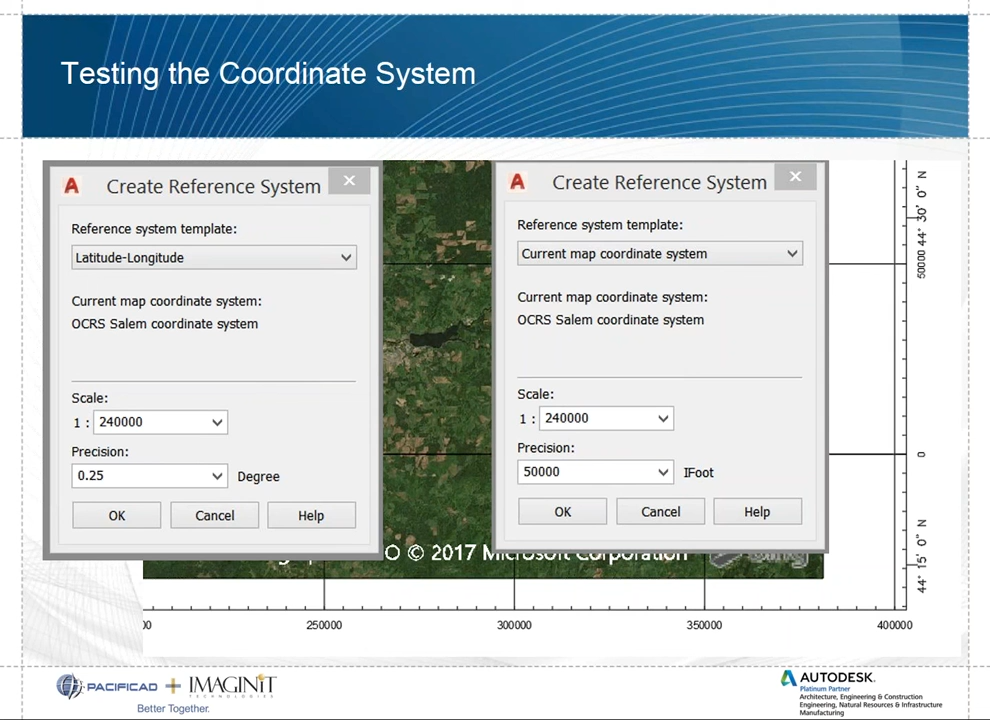 Testing the Coordinate System
Create Reference System
Reference system template:
Latitude-Longitude
Current map coordinate system:
OCRS Salem coordinate system
Scale:
1 : 240000
Precision:
0.25 Degree
OK Cancel Help
Create Reference System
Reference system template:
Current map coordinate system
Current map coordinate system:
OCRS Salem coordinate system
Scale:
1 : 240000
Precision:
50000 IFoot
OK Cancel Help
© 2017 Microsoft Corporation
bing
44° 30' 0" N
50000
0
44° 15' 0" N
250000
300000
350000
400000
PACIFICAD + IMAGINiT
TECHNOLOGIES
Better Together.
AUTODESK.
Platinum Partner
Architecture, Engineering & Construction
Engineering, Natural Resources & Infrastructure
Manufacturing